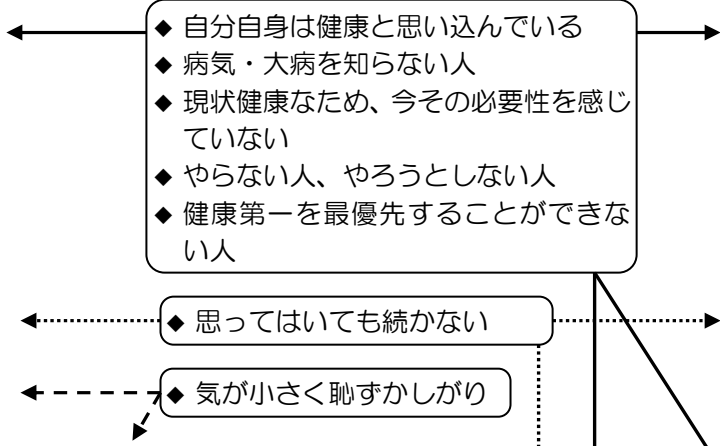 ◆ 自分自身は健康と思い込んでいる
◆ 病気・大病を知らない人
◆ 現状健康なため、今その必要性を感じ
ていない
◆ やらない人、やろうとしない人
◆ 健康第一を最優先することができな
い人
◆ 思ってはいても続かない
◆ 気が小さく恥ずかしがり